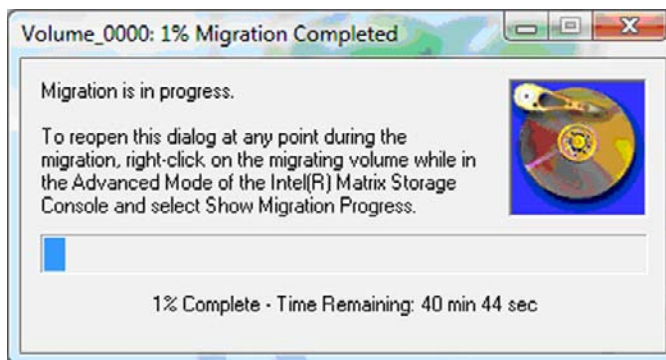 Volume_0000: 1% Migration Completed
Migration is in progress.
To reopen this dialog at any point during the
migration, right-click on the migrating volume while in
the Advanced Mode of the Intel(R) Matrix Storage
Console and select Show Migration Progress.
1% Complete - Time Remaining: 40 min 44 sec